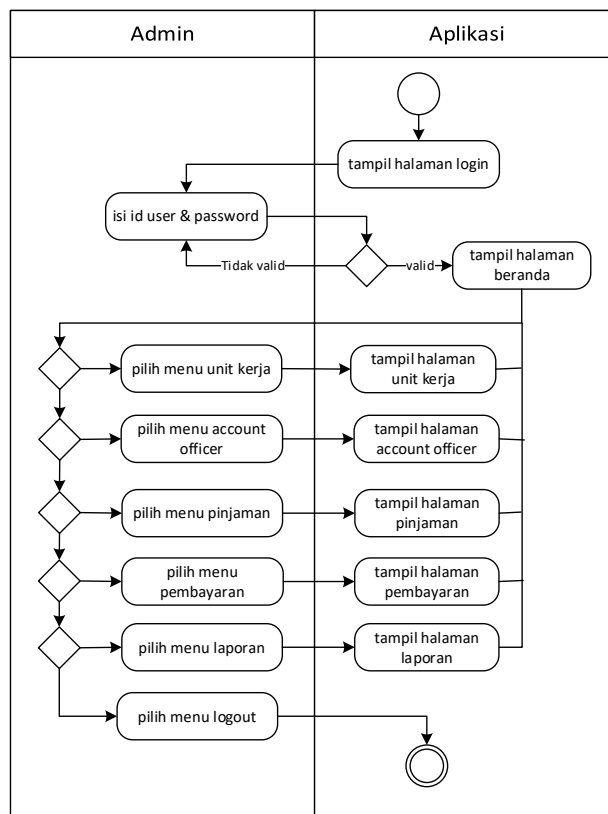 Admin
Aplikasi
tampil halaman login
isi id user & password
Tidak valid
valid
tampil halaman
beranda
pilih menu unit kerja
tampil halaman
unit kerja
pilih menu account
officer
tampil halaman
account officer
pilih menu pinjaman
tampil halaman
pinjaman
pilih menu
pembayaran
tampil halaman
pembayaran
pilih menu laporan
tampil halaman
laporan
pilih menu logout